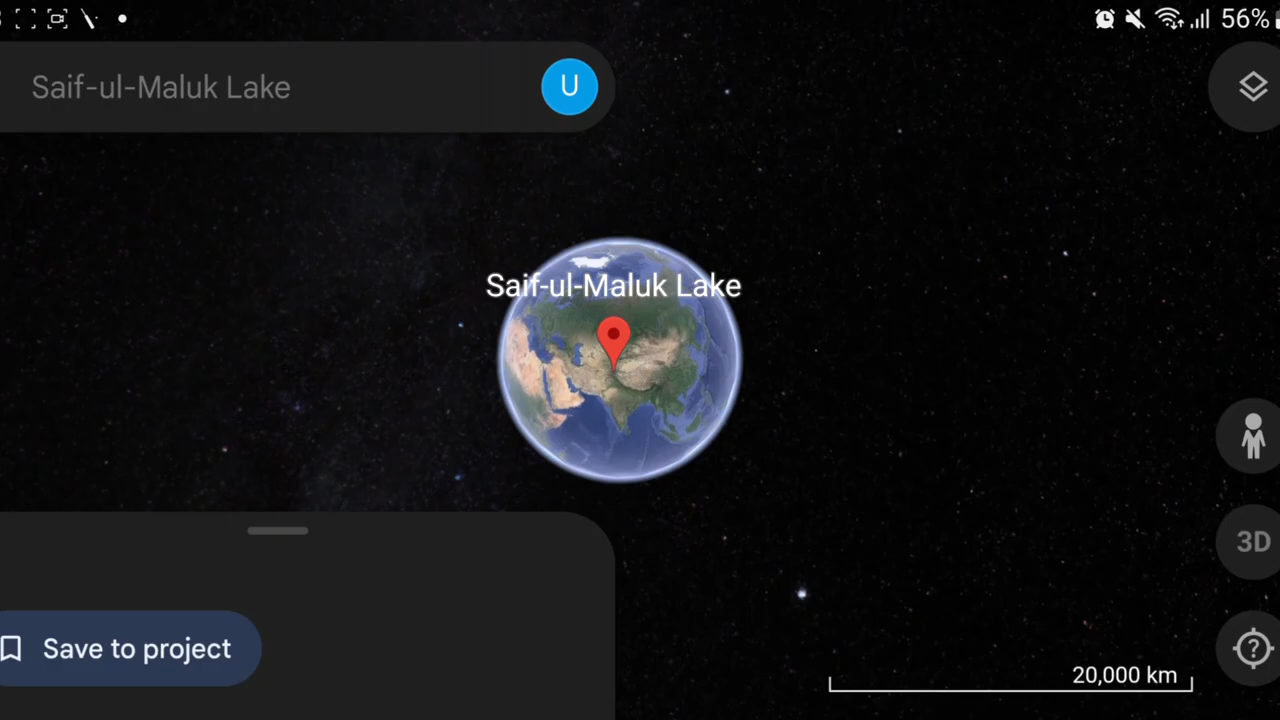 56%
Saif-ul-Maluk Lake
U
Saif-ul-Maluk Lake
3D
Save to project
20,000 km